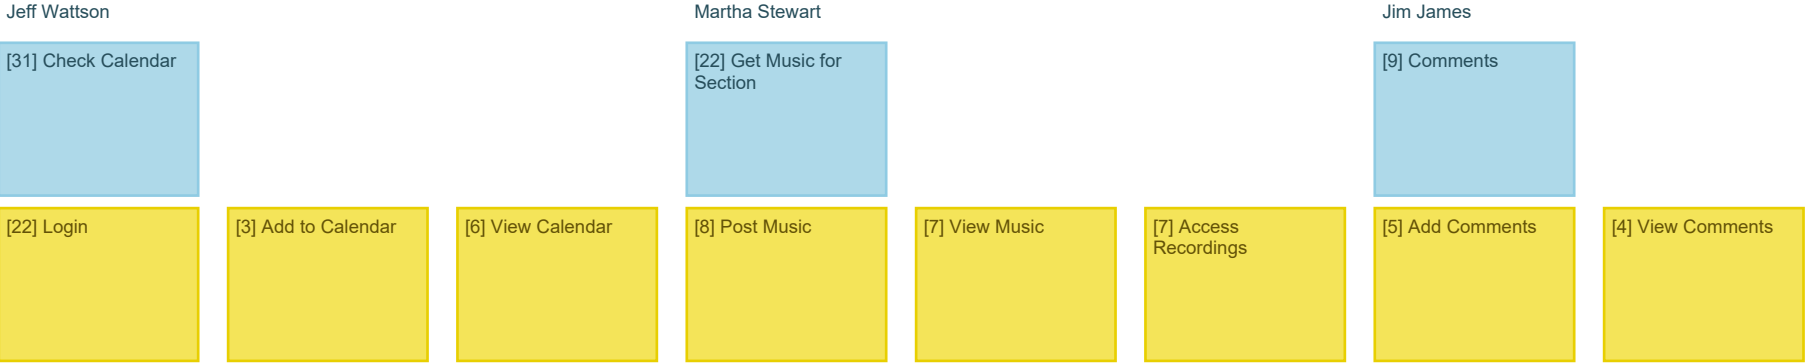 Jeff Wattson
Martha Stewart
Jim James
[31] Check Calendar
[22] Get Music for
Section
[9] Comments
[22] Login
[3] Add to Calendar
[6] View Calendar
[8] Post Music
[7] View Music
[7] Access
Recordings
[5] Add Comments
[4] View Comments